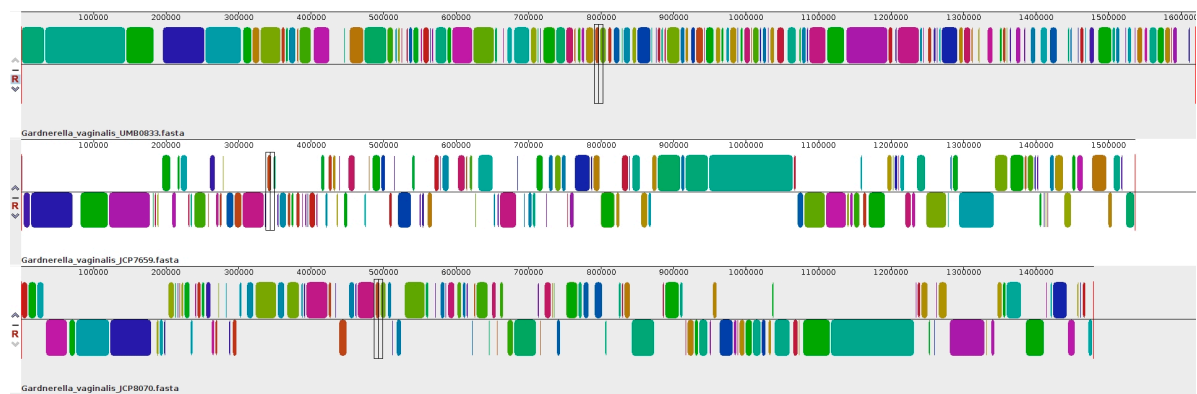 100000 200000 300000 400000 500000 600000 700000 800000 900000 1000000 1100000 1200000 1300000 1400000 1500000 1600000
R
Gardnerella_vaginalis_UMB0833.fasta
100000 200000 300000 400000 500000 600000 700000 800000 900000 1000000 1100000 1200000 1300000 1400000 1500000
R
Gardnerella_vaginalis_JCP7659.fasta
100000 200000 300000 400000 500000 600000 700000 800000 900000 1000000 1100000 1200000 1300000 1400000
R
Gardnerella_vaginalis_JCP8070.fasta